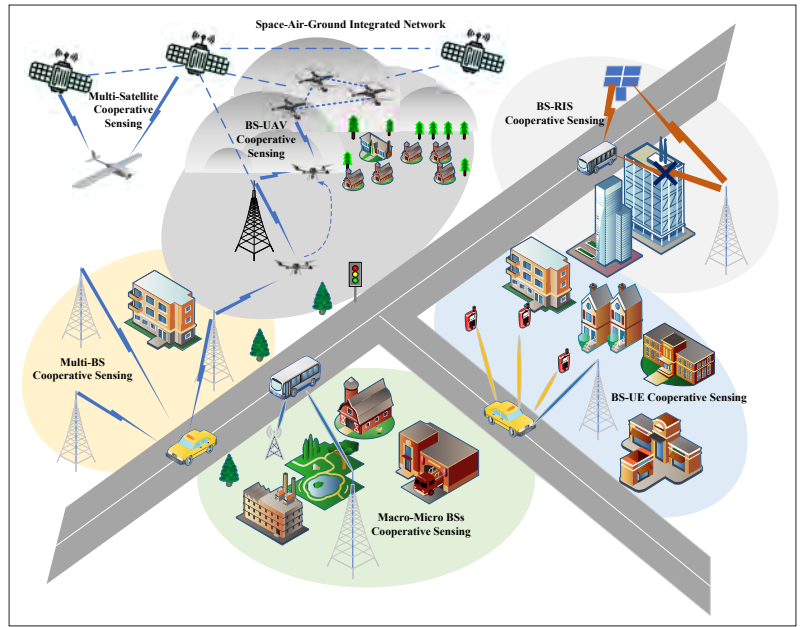 Space-Air-Ground Integrated Network
Multi-Satellite
Cooperative
Sensing
BS-UAV
Cooperative
Sensing
BS-RIS
Cooperative Sensing
Multi-BS
Cooperative Sensing
BS-UE Cooperative Sensing
Macro-Micro BSs
Cooperative Sensing